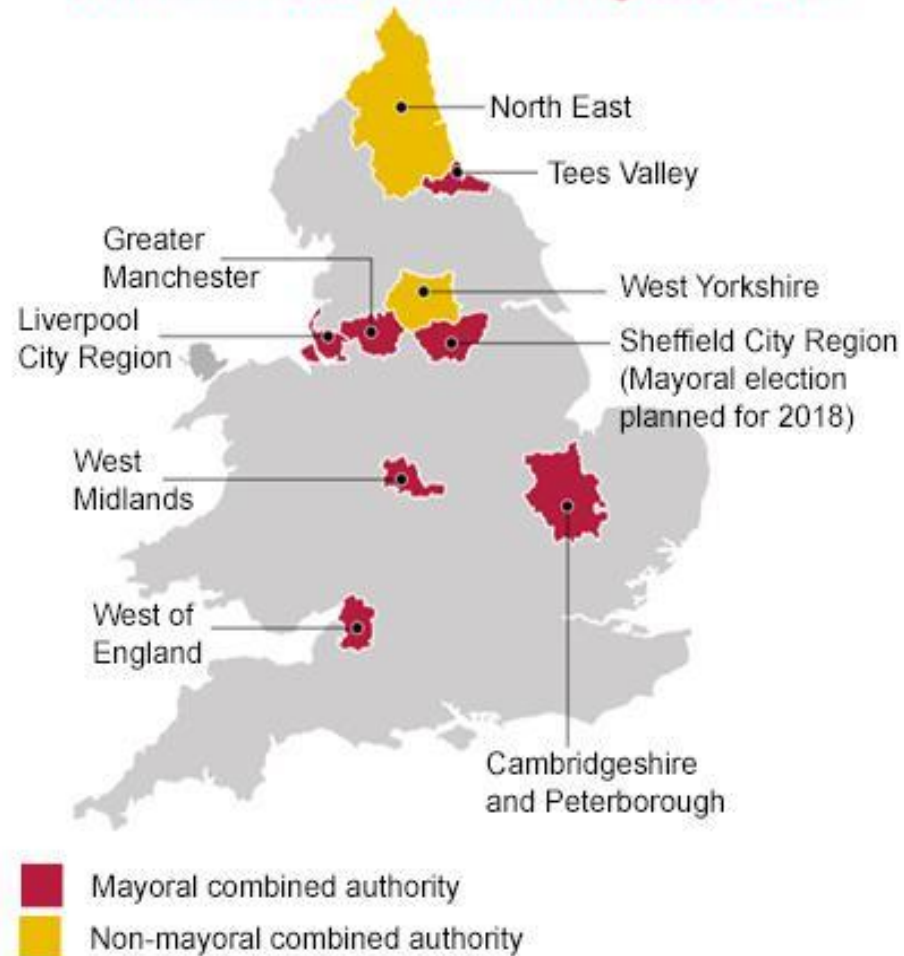 North East
Tees Valley
Greater
Manchester
West Yorkshire
Liverpool
City Region
Sheffield City Region
(Mayoral election
planned for 2018)
West
Midlands
West of
England
Cambridgeshire
and Peterborough
Mayoral combined authority
Non-mayoral combined authority